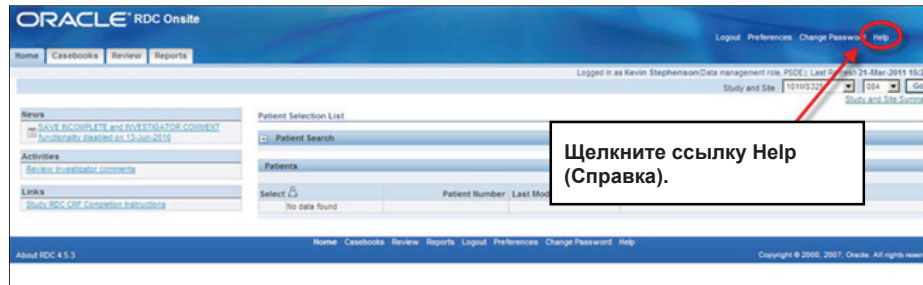 ORACLE RDC Onsite
Logout Preferences Change Password Help
Home Casebooks Review Reports
Logged in as Kevin Stephenson(Data management role, PSDE); Last Refresh 21-Mar-2011
Study and Site 101MS325 004 Go
Study and Site
News
SAVE INCOMPLETE and INVESTIGATOR COMMENT
functionality disabled on 13-Jun-2010
Activities
Review Investigator comments
Links
Study RDC CRF Completion Instructions
Patient Selection List
Patient Search
Patients
Select Patient Number Last
No data found
Щелкните ссылку Help
(Справка).
Home Casebooks Review Reports Logout Preferences Change Password Help
About RDC 4.5.3
Copyright © 2000, 2007, Oracle. All rights